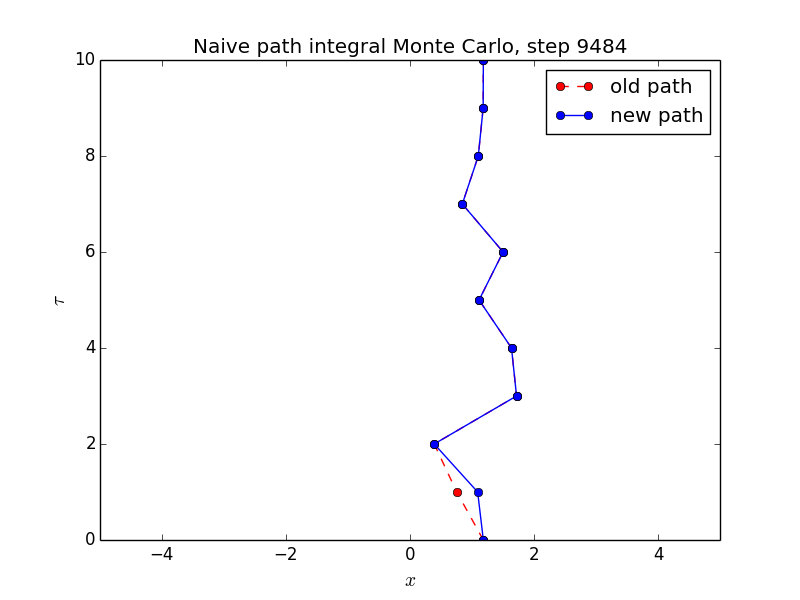 Naive path integral Monte Carlo, step 9484
old path
new path
10
8
6
4
2
0
τ
−4 −2 0 2 4
x